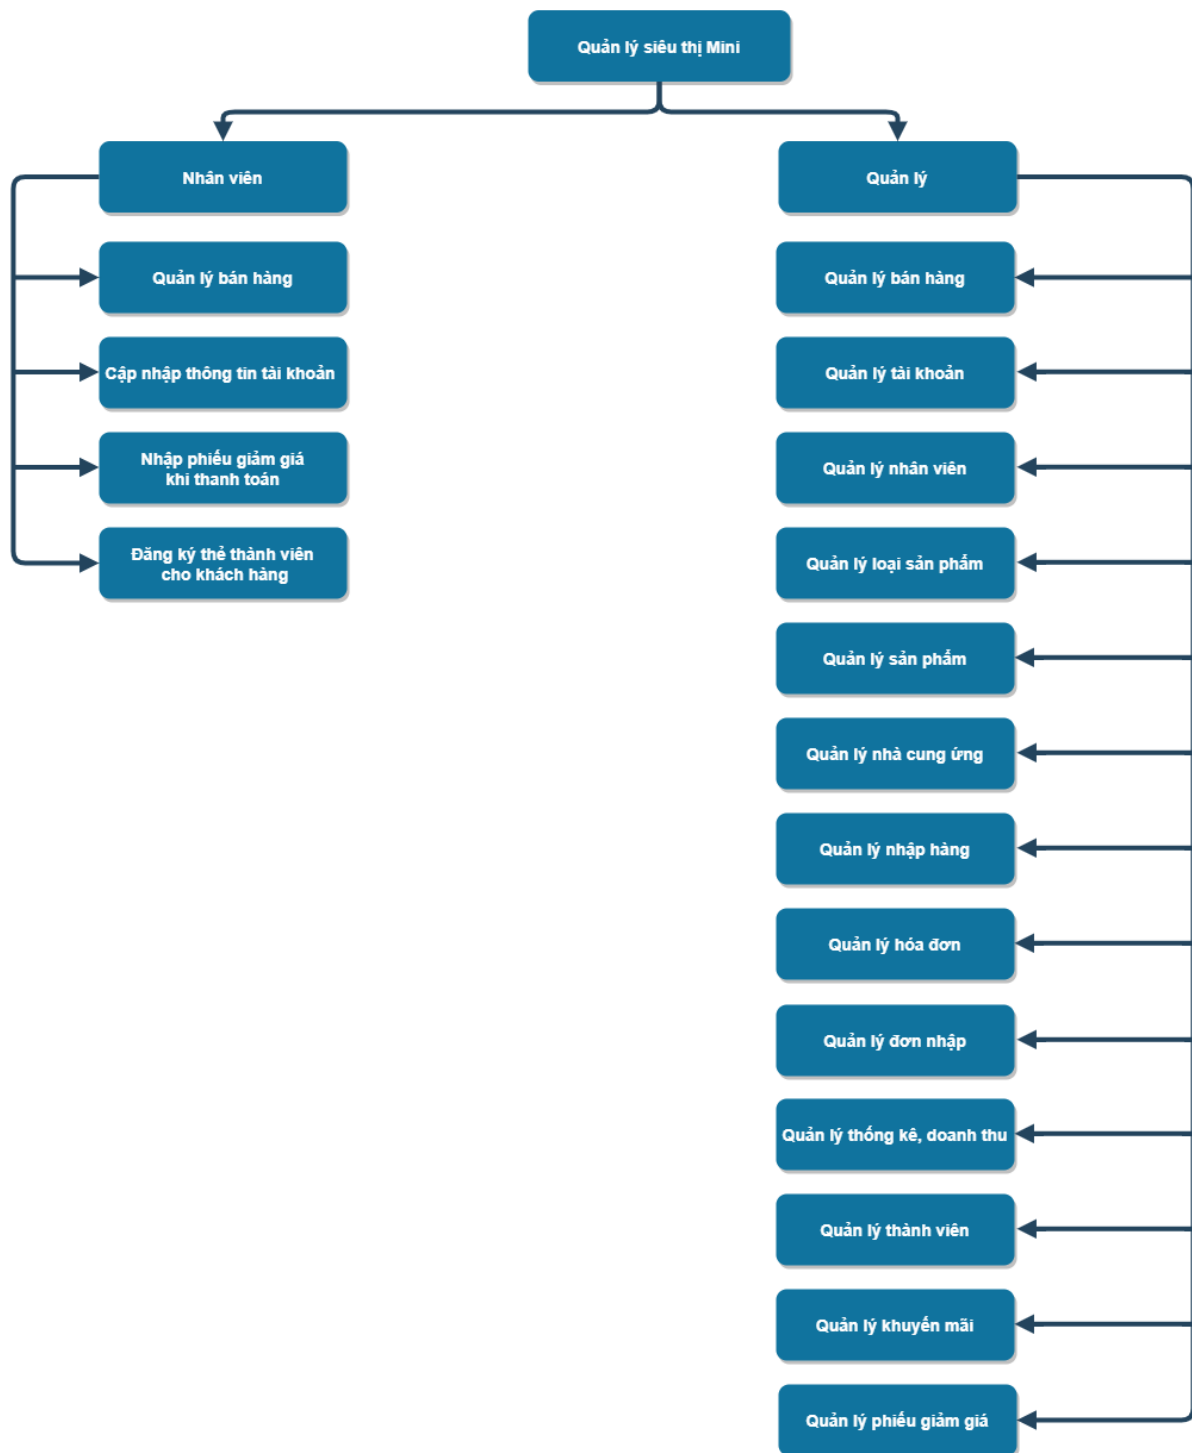 Quản lý siêu thị Mini
Nhân viên
Quản lý bán hàng
Cập nhập thông tin tài khoản
Nhập phiếu giảm giá
khi thanh toán
Đăng ký thẻ thành viên
cho khách hàng
Quản lý
Quản lý bán hàng
Quản lý tài khoản
Quản lý nhân viên
Quản lý loại sản phẩm
Quản lý sản phẩm
Quản lý nhà cung ứng
Quản lý nhập hàng
Quản lý hóa đơn
Quản lý đơn nhập
Quản lý thống kê, doanh thu
Quản lý thành viên
Quản lý khuyến mãi
Quản lý phiếu giảm giá